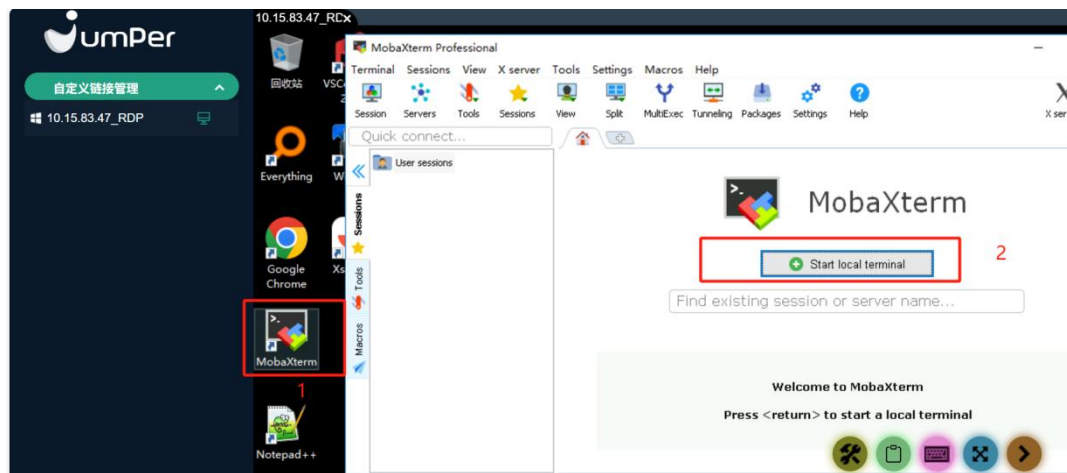 JumPer
自定义链接管理
10.15.83.47_RDP
10.15.83.47_RDx
回收站
Everything
Google
Chrome
MobaXterm
1
Notepad++
MobaXterm Professional
Terminal Sessions View X server Tools Settings Macros Help
Session Servers Tools Sessions View Split MultiExec Tunneling Packages Settings Help
Quick connect...
User sessions
Sessions
Tools
Macros
MobaXterm
Start local terminal
2
Find existing session or server name...
Welcome to MobaXterm
Press <return> to start a local terminal